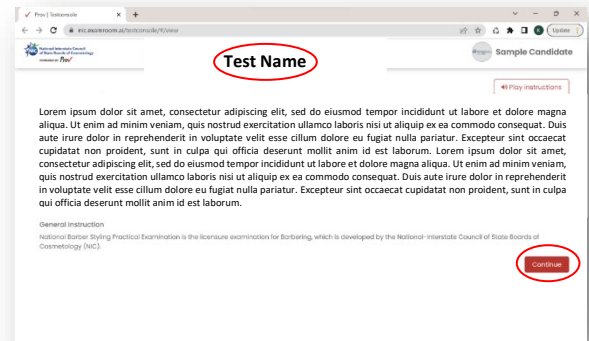 Prov | Testconsole
nic.examroom.ai/testconsole/#/view
Update
National Interstate Council
of State Boards of Cosmetology
POWERED BY Prov
Test Name
Sample Candidate
Play Instructions
Lorem ipsum dolor sit amet, consectetur adipiscing elit, sed do eiusmod tempor incididunt ut labore et dolore magna
aliqua. Ut enim ad minim veniam, quis nostrud exercitation ullamco laboris nisi ut aliquip ex ea commodo consequat. Duis
aute irure dolor in reprehenderit in voluptate velit esse cillum dolore eu fugiat nulla pariatur. Excepteur sint occaecat
cupidatat non proident, sunt in culpa qui officia deserunt mollit anim id est laborum. Lorem ipsum dolor sit amet,
consectetur adipiscing elit, sed do eiusmod tempor incididunt ut labore et dolore magna aliqua. Ut enim ad minim veniam,
quis nostrud exercitation ullamco laboris nisi ut aliquip ex ea commodo consequat. Duis aute irure dolor in reprehenderit
in voluptate velit esse cillum dolore eu fugiat nulla pariatur. Excepteur sint occaecat cupidatat non proident, sunt in culpa
qui officia deserunt mollit anim id est laborum.
General Instruction
National Barber Styling Practical Examination is the licensure examination for Barbering, which is developed by the National-Interstate Council of State Boards of
Cosmetology (NIC).
Continue